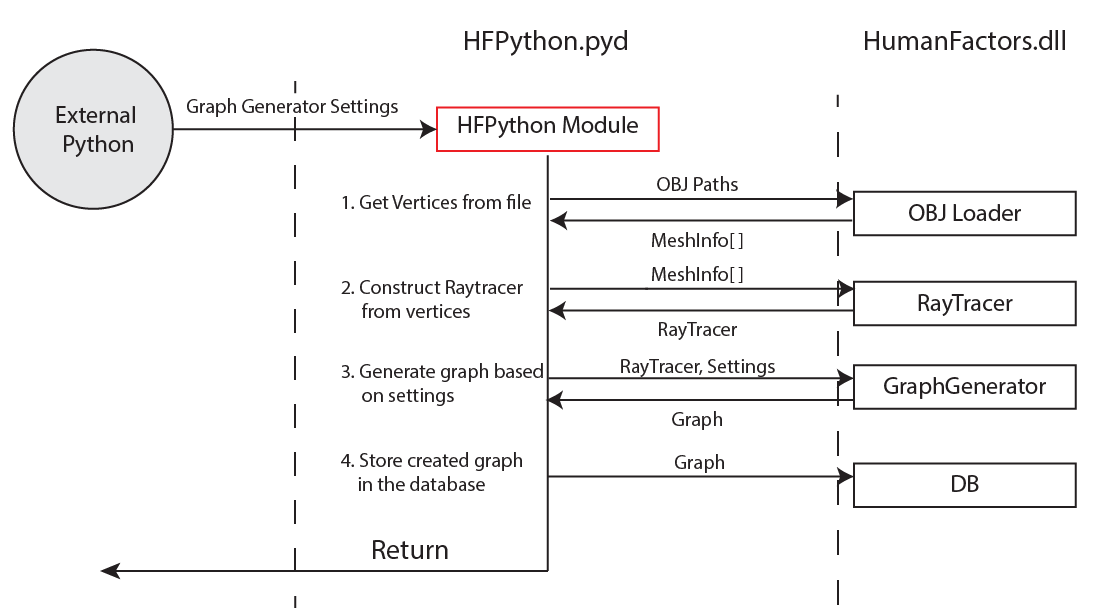 HFPython.pyd
HumanFactors.dll
External
Python
Graph Generator Settings
HFPython Module
1. Get Vertices from file
OBJ Paths
OBJ Loader
MeshInfo[ ]
2. Construct Raytracer
from vertices
MeshInfo[ ]
RayTracer
RayTracer
3. Generate graph based
on settings
RayTracer, Settings
GraphGenerator
Graph
4. Store created graph
in the database
Graph
DB
Return